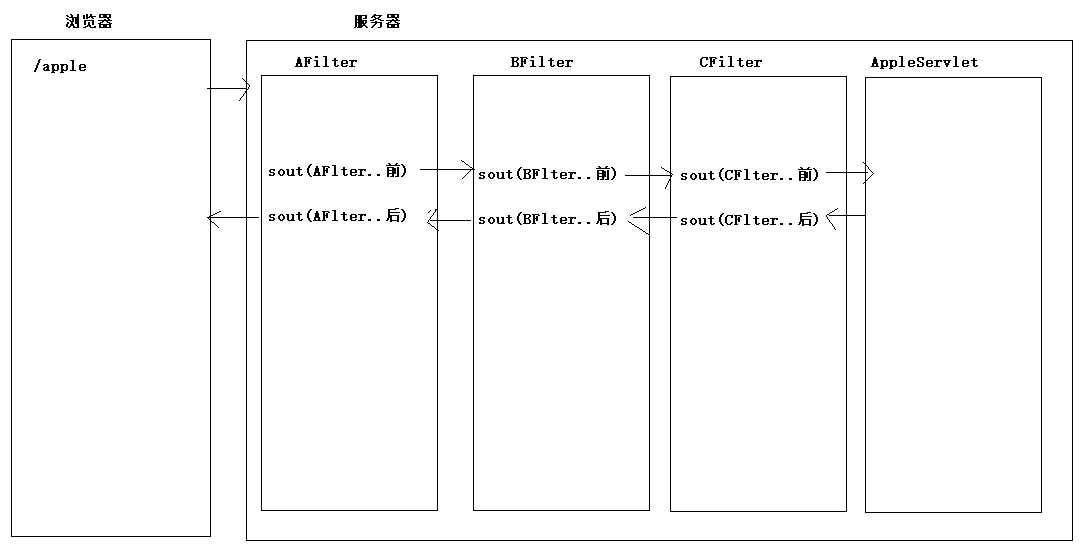 浏览器
服务器
/apple
AFilter
BFilter
CFilter
AppleServlet
sout(AFlter..前)
sout(BFlter..前)
sout(CFlter..前)
sout(AFlter..后)
sout(BFlter..后)
sout(CFlter..后)